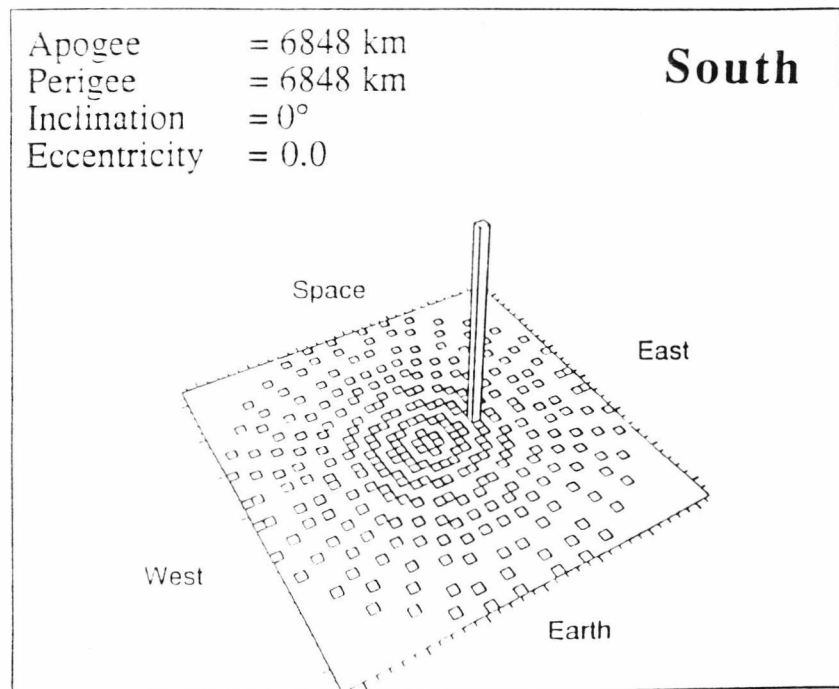 Apogee = 6848 km
Perigee = 6848 km
Inclination = 0°
Eccentricity = 0.0
South
Space
East
West
Earth